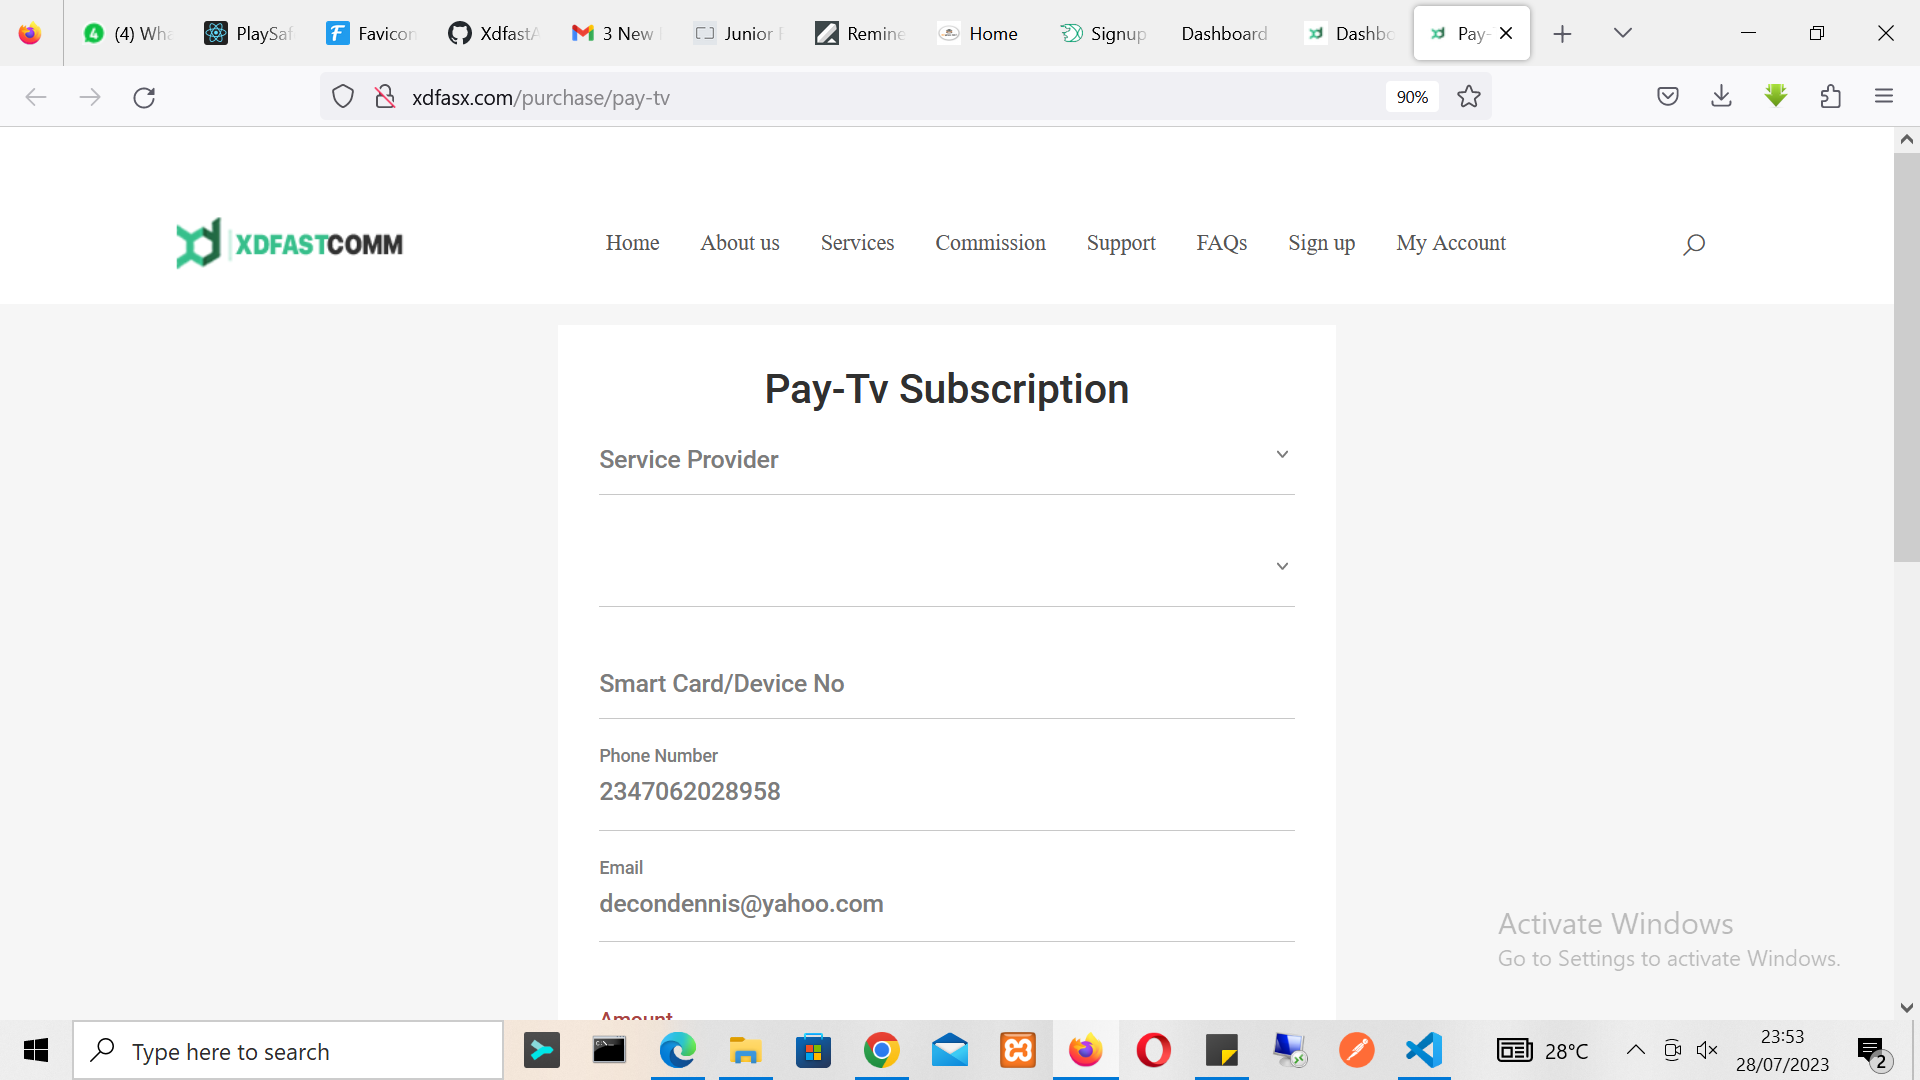 (4) Wha PlaySaf Favicon XdfastA 3 New Junior Remine Home Signup Dashboard Dashbo Pay-
xdfasx.com/purchase/pay-tv 90%
XDFASTCOMM Home About us Services Commission Support FAQs Sign up My Account
Pay-Tv Subscription
Service Provider
Smart Card/Device No
Phone Number
2347062028958
Email
decondennis@yahoo.com
Amount
Activate Windows
Go to Settings to activate Windows.
Type here to search 28°C 23:53
28/07/2023 2